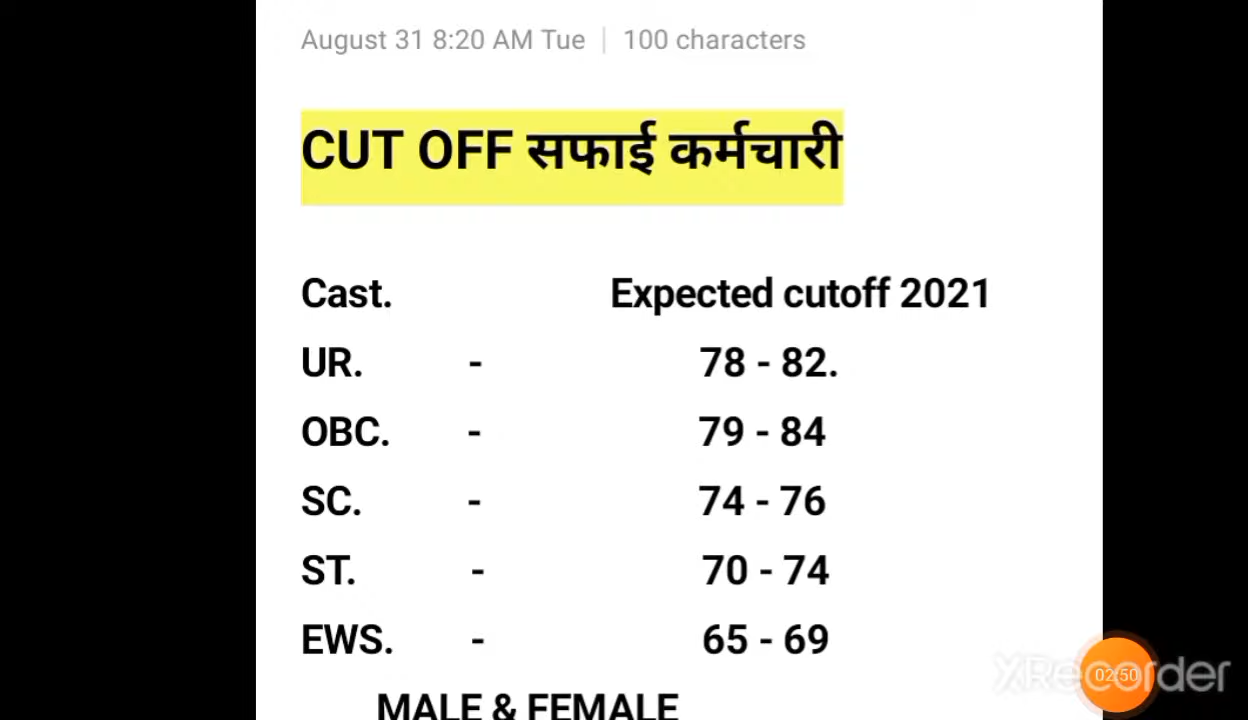 August 31 8:20 AM Tue | 100 characters
CUT OFF सफाई कर्मचारी
Cast. Expected cutoff 2021
UR. - 78 - 82.
OBC. - 79 - 84
SC. - 74 - 76
ST. - 70 - 74
EWS. - 65 - 69
MALE & FEMALE
XRecorder
02:50